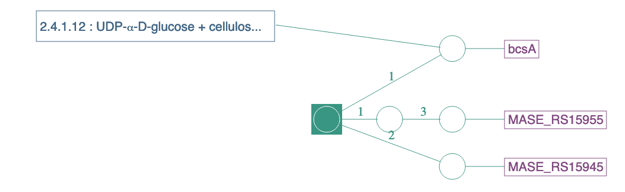 2.4.1.12 : UDP-α-D-glucose + cellulos...
bcsA
1
1
3
MASE_RS15955
2
MASE_RS15945